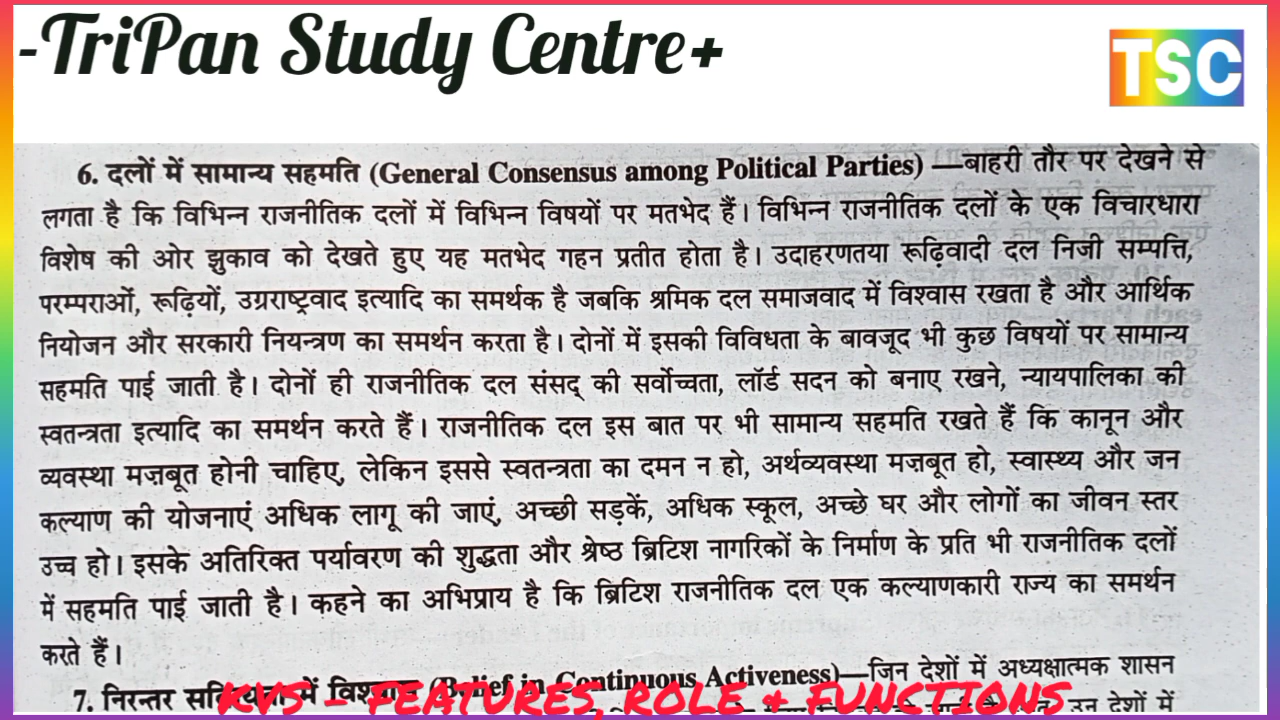 -TriPan Study Centre+
TSC
6. दलों में सामान्य सहमति (General Consensus among Political Parties) —बाहरी तौर पर देखने से
लगता है कि विभिन्न राजनीतिक दलों में विभिन्न विषयों पर मतभेद हैं। विभिन्न राजनीतिक दलों के एक विचारधारा
विशेष की ओर झुकाव को देखते हुए यह मतभेद गहन प्रतीत होता है। उदाहरणतया रूढ़िवादी दल निजी सम्पत्ति,
परम्पराओं, रूढ़ियों, उग्रराष्ट्रवाद इत्यादि का समर्थक है जबकि श्रमिक दल समाजवाद में विश्वास रखता है और आर्थिक
नियोजन और सरकारी नियन्त्रण का समर्थन करता है। दोनों में इसकी विविधता के बावजूद भी कुछ विषयों पर सामान्य
सहमति पाई जाती है। दोनों ही राजनीतिक दल संसद् की सर्वोच्चता, लॉर्ड सदन को बनाए रखने, न्यायपालिका की
स्वतन्त्रता इत्यादि का समर्थन करते हैं। राजनीतिक दल इस बात पर भी सामान्य सहमति रखते हैं कि कानून और
व्यवस्था मज़बूत होनी चाहिए, लेकिन इससे स्वतन्त्रता का दमन न हो, अर्थव्यवस्था मज़बूत हो, स्वास्थ्य और जन
कल्याण की योजनाएं अधिक लागू की जाएं, अच्छी सड़कें, अधिक स्कूल, अच्छे घर और लोगों का जीवन स्तर
उच्च हो। इसके अतिरिक्त पर्यावरण की शुद्धता और श्रेष्ठ ब्रिटिश नागरिकों के निर्माण के प्रति भी राजनीतिक दलों
में सहमति पाई जाती है। कहने का अभिप्राय है कि ब्रिटिश राजनीतिक दल एक कल्याणकारी राज्य का समर्थन
करते हैं।
7. निरन्तर में (Belief in Continuous Activeness)—जिन देशों में अध्यक्षात्मक शासन
उन देशों में
KVS - FEATURES, ROLE & FUNCTIONS